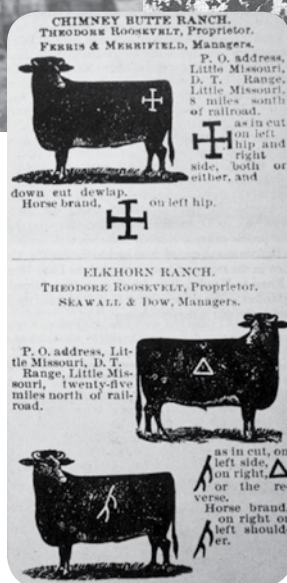 CHIMNEY BUTTE RANCH.
THEODORE ROOSEVELT, Proprietor.
FERRIS & MERRIFIELD, Managers.
P. O. address,
Little Missouri,
D. T. Range,
Little Missouri,
8 miles south
of railroad.
as in cut
on left
hip and
right
side, both or
either, and
down cut dewlap.
Horse brand, on left hip.
ELKHORN RANCH.
THEODORE ROOSEVELT, Proprietor.
SEAWALL & DOW, Managers.
P. O. address, Lit-
tle Missouri, D. T.
Range, Little Mis-
souri, twenty-five
miles north of rail-
road.
as in cut, on
left side,
on right,
or the re-
verse.
Horse brand,
on right or
left should-
er.